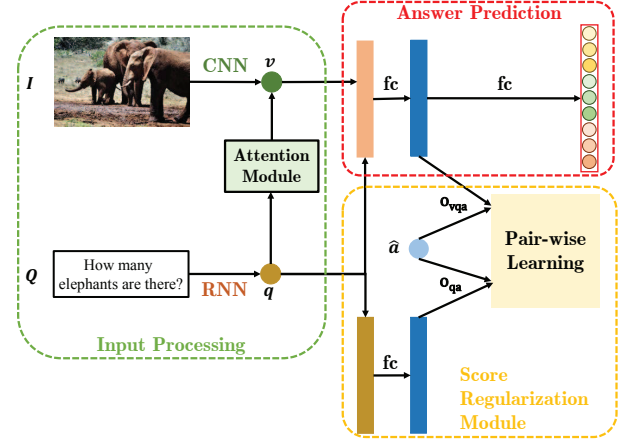 Answer Prediction
I
CNN
v
fc
fc
Attention
Module
O_vqa
â
Pair-wise
Learning
Q
How many
elephants are there?
RNN
q
O_qa
Input Processing
fc
Score
Regularization
Module